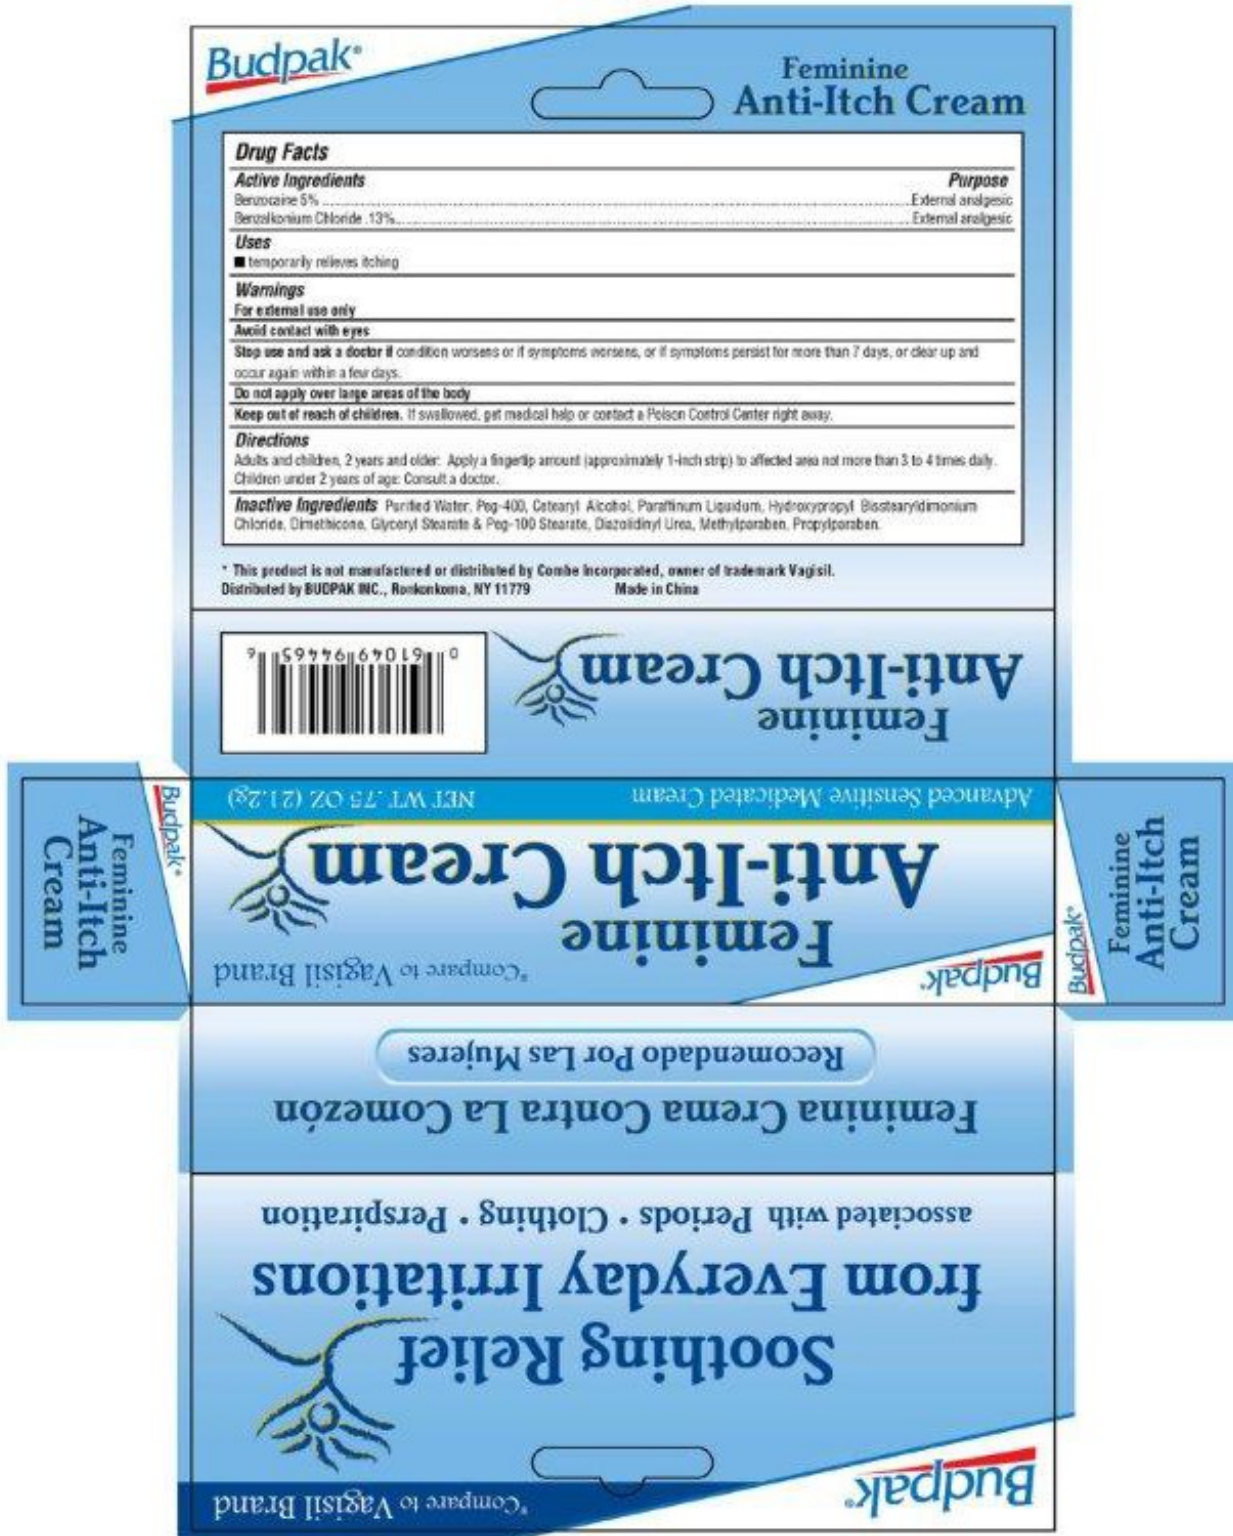 Budpak®
Feminine
Anti-Itch Cream
Drug Facts
Active Ingredients Purpose
Benzocaine 5% External analgesic
Benzalkonium Chloride .13% External analgesic
Uses
■ temporarily relieves itching
Warnings
For external use only
Avoid contact with eyes
Stop use and ask a doctor if condition worsens or if symptoms worsens, or if symptoms persist for more than 7 days, or clear up and
occur again within a few days.
Do not apply over large areas of the body
Keep out of reach of children. If swallowed, get medical help or contact a Poison Control Center right away.
Directions
Adults and children, 2 years and older: Apply a fingertip amount (approximately 1-inch strip) to affected area not more than 3 to 4 times daily.
Children under 2 years of age: Consult a doctor.
Inactive Ingredients Purified Water, Peg-400, Cetearyl Alcohol, Paraffinum Liquidum, Hydroxypropyl Bisstearyldimonium
Chloride, Dimethicone, Glyceryl Stearate & Peg-100 Stearate, Diazolidinyl Urea, Methylparaben, Propylparaben.
* This product is not manufactured or distributed by Combe Incorporated, owner of trademark Vagisil.
Distributed by BUDPAK INC., Ronkonkoma, NY 11779 Made in China
Feminine
Anti-Itch Cream
0 61049 94465 6
Budpak®
Feminine
Anti-Itch
Cream
Budpak®
*Compare to Vagisil Brand
Feminine
Anti-Itch Cream
Advanced Sensitive Medicated Cream NET WT .75 OZ (21.2g)
Budpak®
Feminine
Anti-Itch
Cream
Feminina Crema Contra La Comezón
Recomendado Por Las Mujeres
Budpak®
*Compare to Vagisil Brand
Soothing Relief
from Everyday Irritations
associated with Periods • Clothing • Perspiration